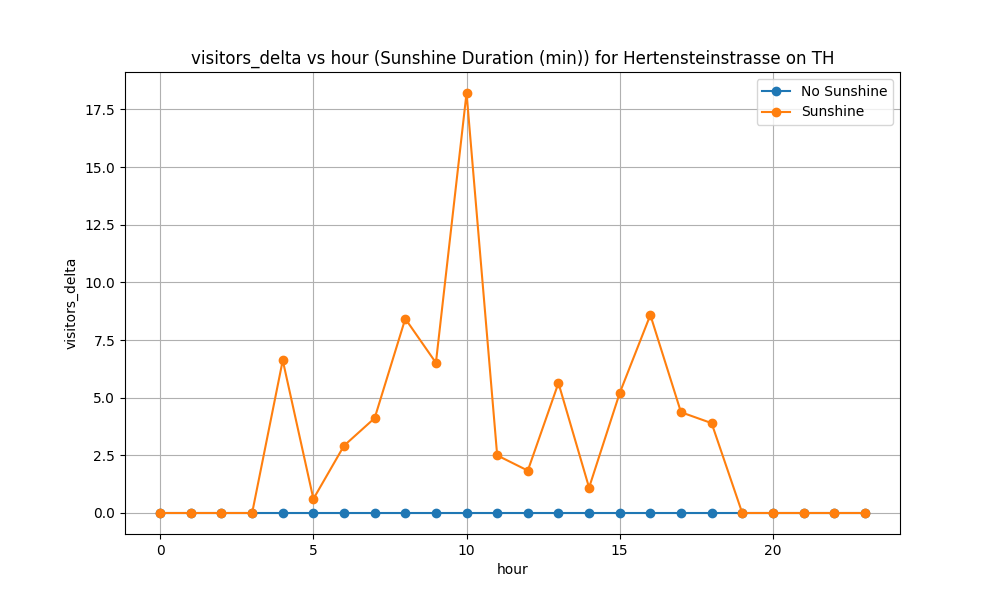 visitors_delta vs hour (Sunshine Duration (min)) for Hertensteinstrasse on TH
No Sunshine
Sunshine
17.5
15.0
12.5
10.0
7.5
5.0
2.5
0.0
visitors_delta
0
5
10
15
20
hour